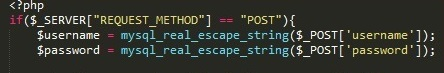 <?php
if($_SERVER["REQUEST_METHOD"] == "POST"){
$username = mysql_real_escape_string($_POST['username']);
$password = mysql_real_escape_string($_POST['password']);